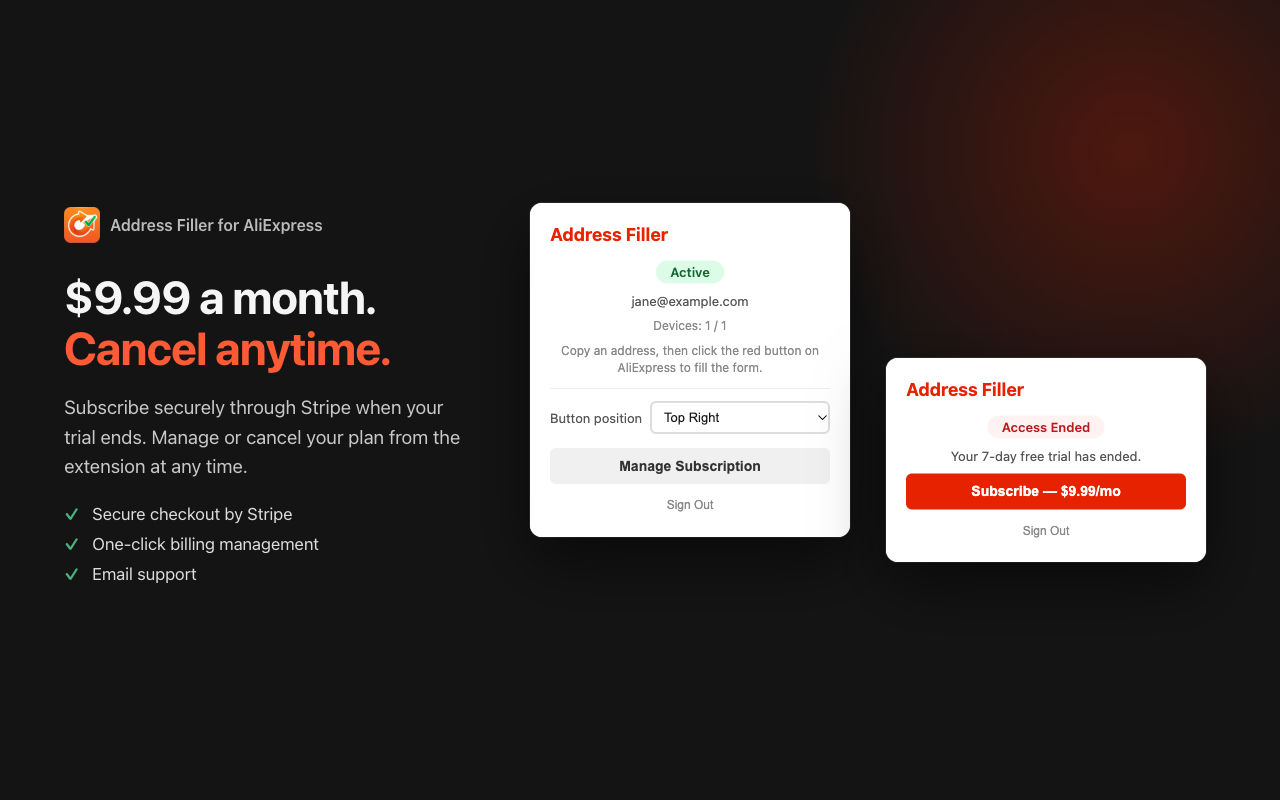 Address Filler for AliExpress
$9.99 a month.
Cancel anytime.
Subscribe securely through Stripe when your
trial ends. Manage or cancel your plan from the
extension at any time.
✓ Secure checkout by Stripe
✓ One-click billing management
✓ Email support
Address Filler
Active
jane@example.com
Devices: 1 / 1
Copy an address, then click the red button on
AliExpress to fill the form.
Button position Top Right
Manage Subscription
Sign Out
Address Filler
Access Ended
Your 7-day free trial has ended.
Subscribe — $9.99/mo
Sign Out